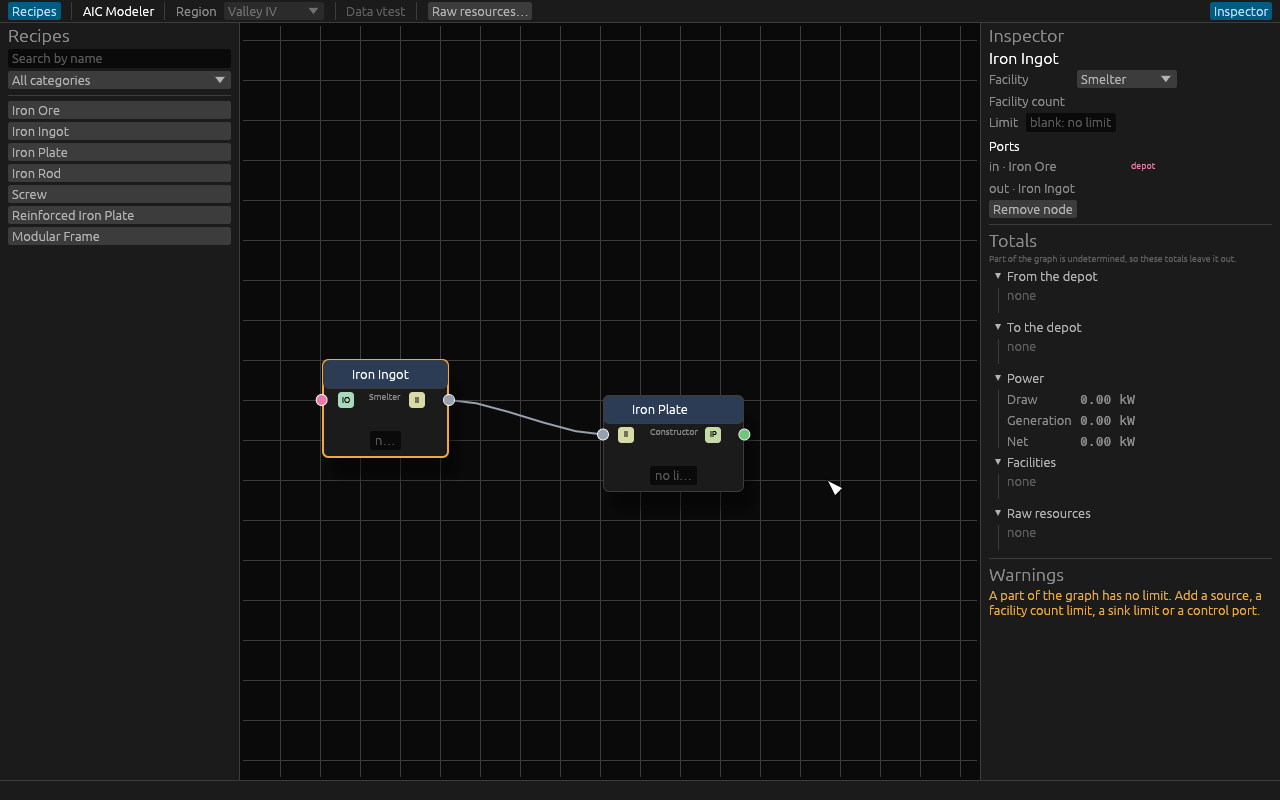 Recipes
AIC Modeler
Region
Valley IV
Data vtest
Raw resources…
Inspector
Recipes
Search by name
All categories
Iron Ore
Iron Ingot
Iron Plate
Iron Rod
Screw
Reinforced Iron Plate
Modular Frame
Iron Ingot
IO
Smelter
II
n…
Iron Plate
II
Constructor
IP
no li…
Inspector
Iron Ingot
Facility
Smelter
Facility count
Limit
blank: no limit
Ports
in · Iron Ore
depot
out · Iron Ingot
Remove node
Totals
Part of the graph is undetermined, so these totals leave it out.
From the depot
none
To the depot
none
Power
Draw 0.00 kW
Generation 0.00 kW
Net 0.00 kW
Facilities
none
Raw resources
none
Warnings
A part of the graph has no limit. Add a source, a
facility count limit, a sink limit or a control port.